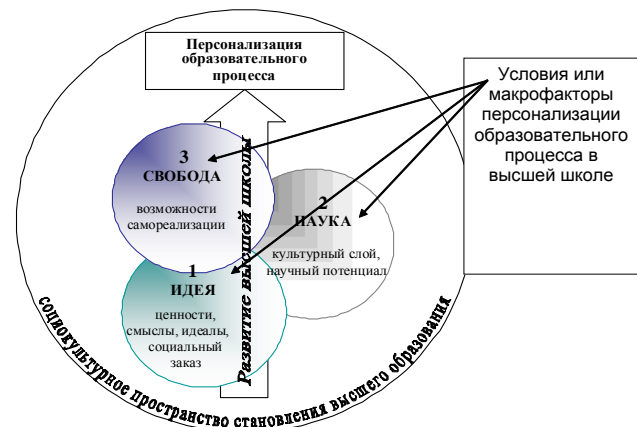 Персонализация
образовательного
процесса
Условия или
макрофакторы
персонализации
образовательного
процесса в
высшей школе
3
СВОБОДА
возможности
самореализации
2
НАУКА
культурный слой,
научный потенциал
1
ИДЕЯ
ценности,
смыслы, идеалы,
социальный
заказ
Развитие высшей школы
социокультурное пространство становления высшего образования